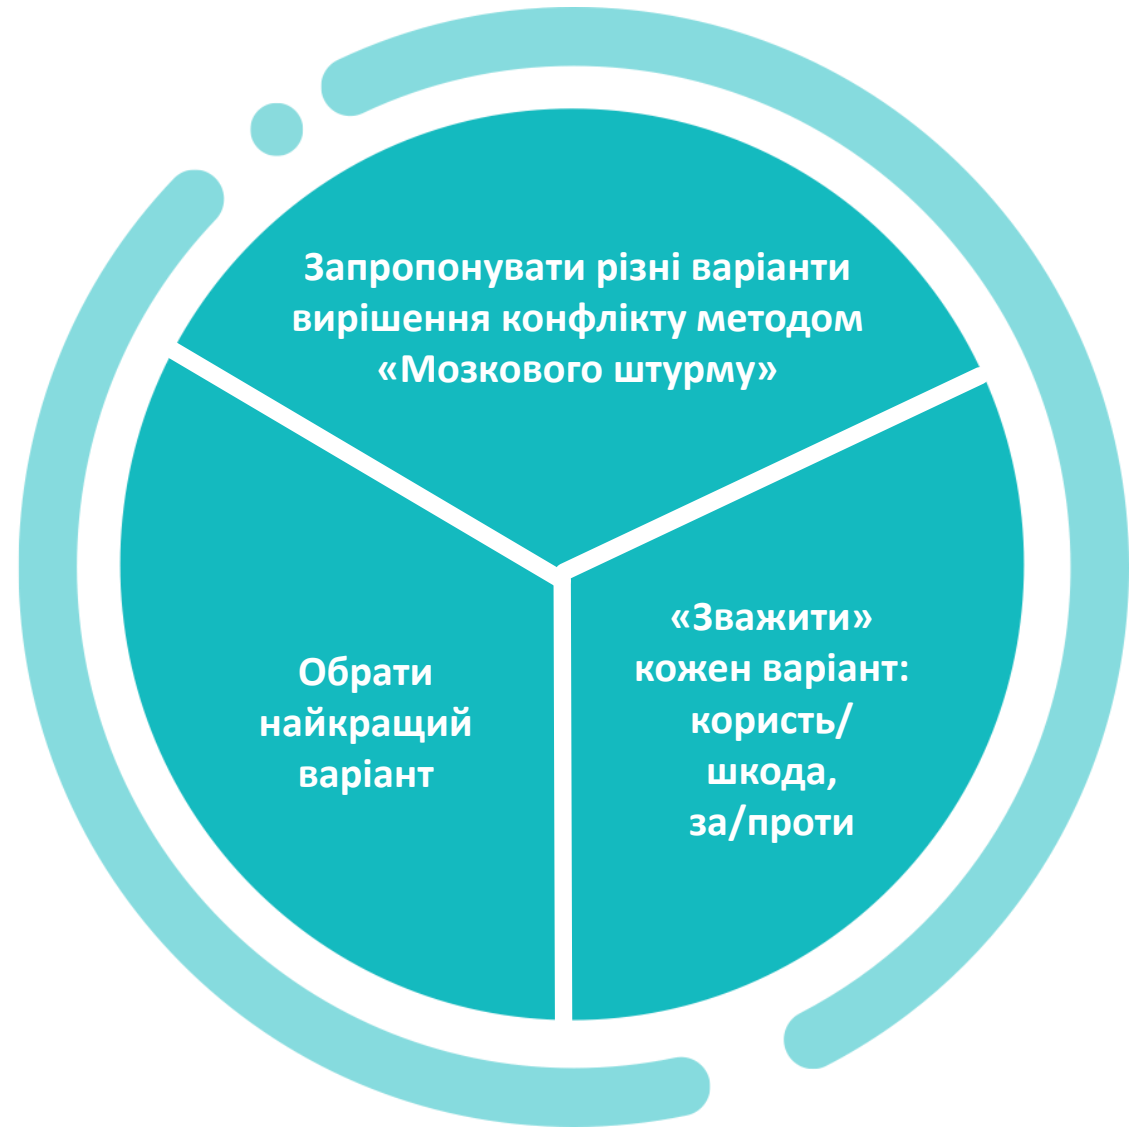 Запропонувати різні варіанти
вирішення конфлікту методом
«Мозкового штурму»
«Зважити»
кожен варіант:
користь/
шкода,
за/проти
Обрати
найкращий
варіант